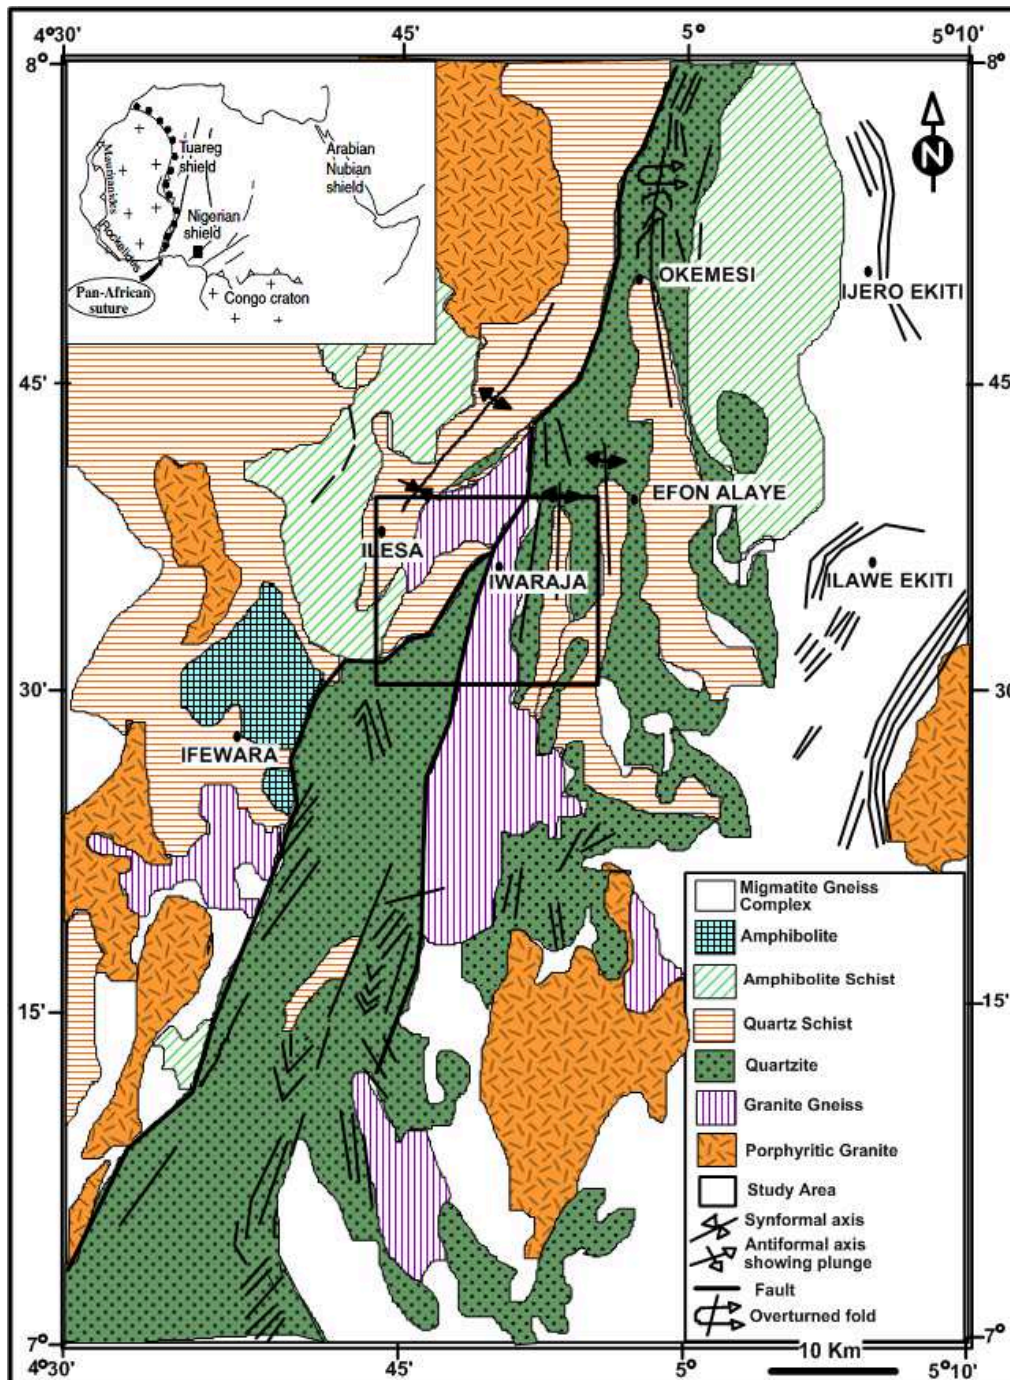 4°30' 45' 5° 5°10'
8° 8°
Tuareg
shield
Mauritanides
Rockelides
Arabian
Nubian
shield
Nigerian
shield
Pan-African
suture
Congo craton
N
OKEMESI
IJERO EKITI
45' 45'
EFON ALAYE
ILESA
IWARAJA
ILAWE EKITI
30' 30'
IFEWARA
Migmatite Gneiss
Complex
Amphibolite
Amphibolite Schist
15' 15'
Quartz Schist
Quartzite
Granite Gneiss
Porphyritic Granite
Study Area
Synformal axis
Antiformal axis
showing plunge
Fault
Overturned fold
7° 7°
10 Km
4°30' 45' 5° 5°10'